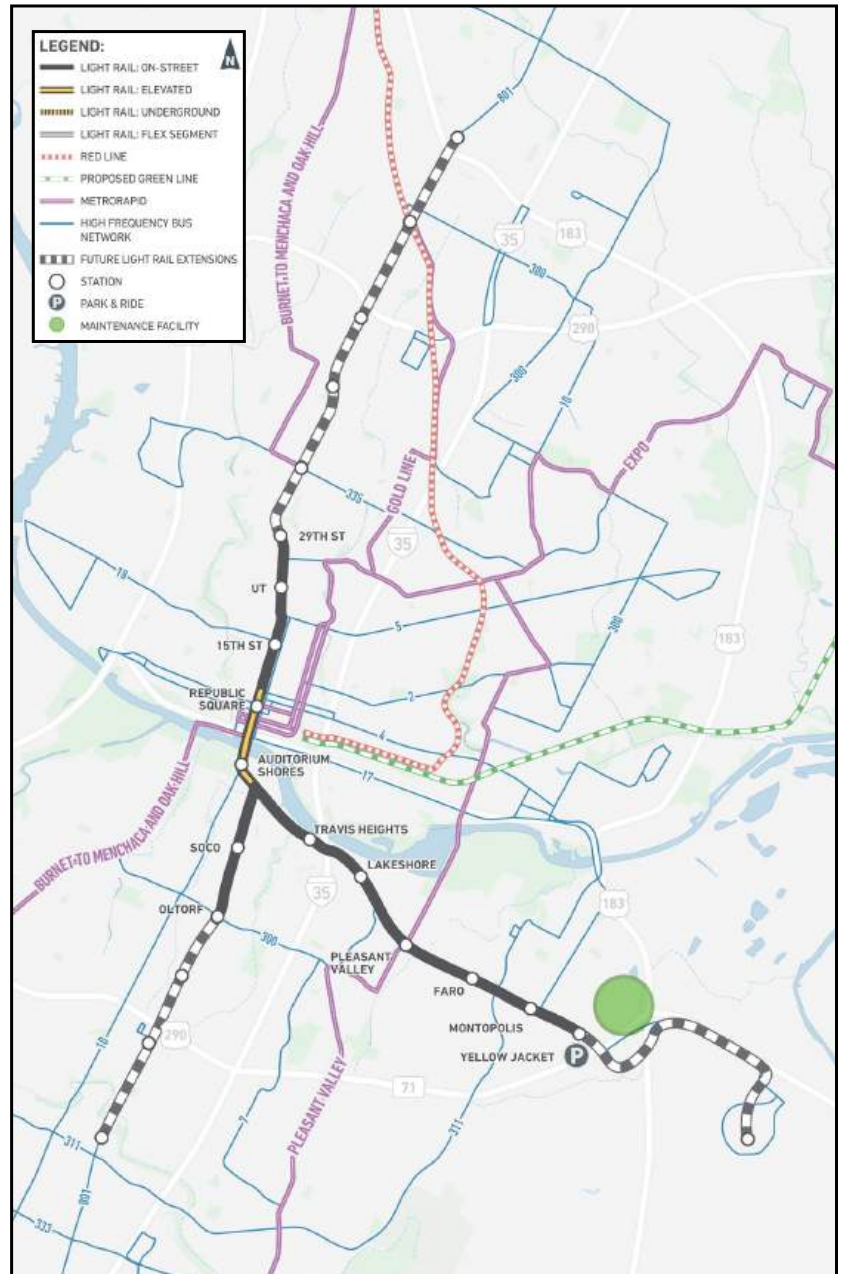 LEGEND:
N
LIGHT RAIL: ON-STREET
LIGHT RAIL: ELEVATED
LIGHT RAIL: UNDERGROUND
LIGHT RAIL: FLEX SEGMENT
RED LINE
PROPOSED GREEN LINE
METRORAPID
HIGH FREQUENCY BUS
NETWORK
FUTURE LIGHT RAIL EXTENSIONS
STATION
P
PARK & RIDE
MAINTENANCE FACILITY
801
BURNET TO MENCHACA AND OAK HILL
35
183
300
290
300
10
EXPO
335
GOLD LINE
35
29TH ST
UT
18
5
300
183
15TH ST
2
REPUBLIC
SQUARE
4
AUDITORIUM
SHORES
17
BURNET TO MENCHACA AND OAK HILL
TRAVIS HEIGHTS
SOCO
LAKESHORE
35
183
OLTORF
300
PLEASANT
VALLEY
FARO
MONTOPOLIS
YELLOW JACKET
P
10
290
71
7
PLEASANT VALLEY
311
311
801
333